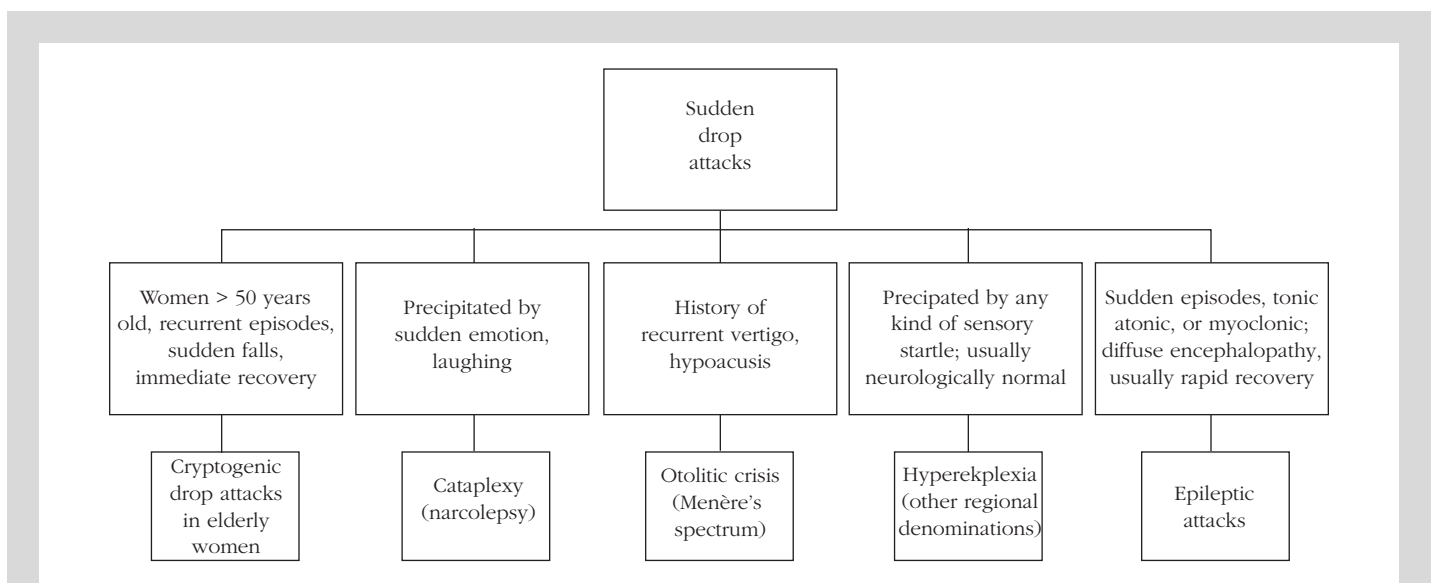 Sudden
drop
attacks
Women > 50 years
old, recurrent episodes,
sudden falls,
immediate recovery
Precipitated by
sudden emotion,
laughing
History of
recurrent vertigo,
hypoacusis
Precipated by any
kind of sensory
startle; usually
neurologically normal
Sudden episodes, tonic
atonic, or myoclonic;
diffuse encephalopathy,
usually rapid recovery
Cryptogenic
drop attacks
in elderly
women
Cataplexy
(narcolepsy)
Otolitic crisis
(Menère's
spectrum)
Hyperekplexia
(other regional
denominations)
Epileptic
attacks